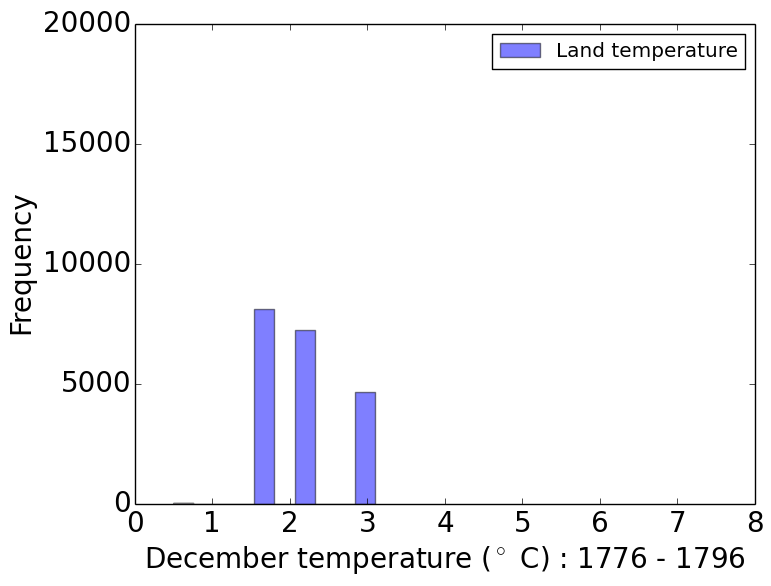 20000
Land temperature
15000
10000
5000
0
Frequency
0 1 2 3 4 5 6 7 8
December temperature (° C) : 1776 - 1796